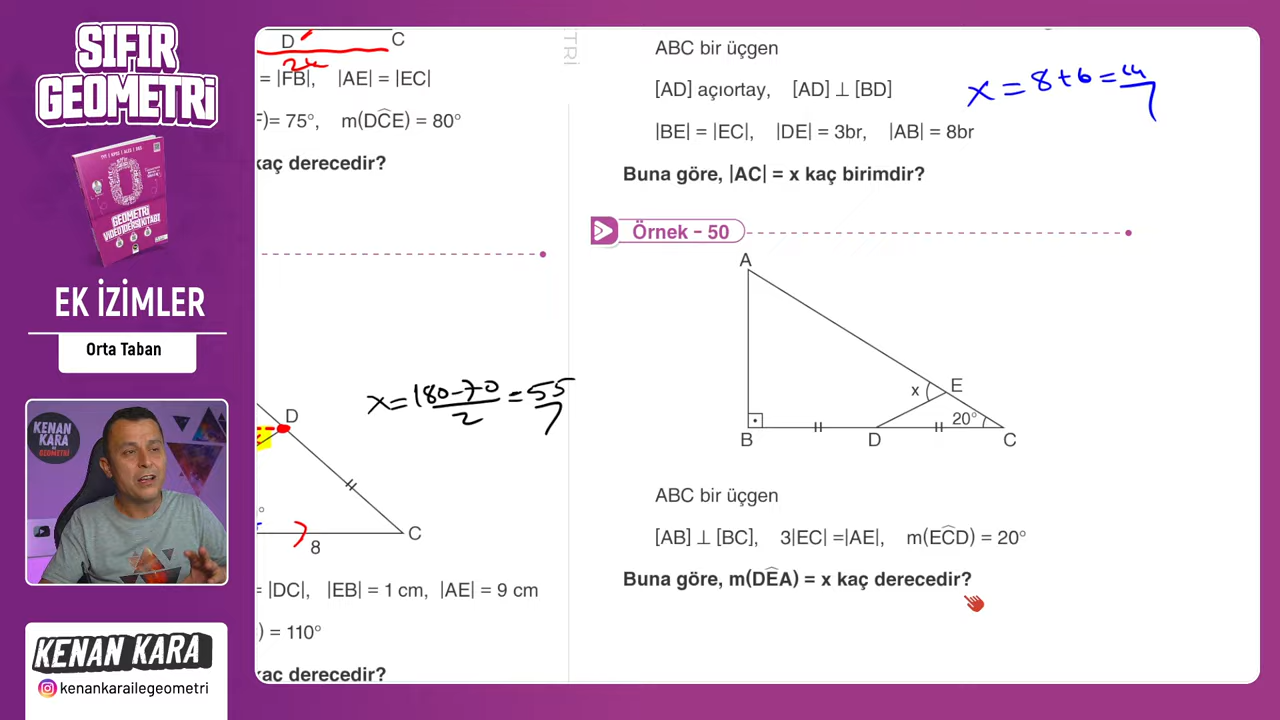 SIFIR
GEOMETRİ
GEOMETRİ
VİDEO DERS KİTABI
EK İZİMLER
Orta Taban
KENAN
KARA
GEOMETRİ
KENAN KARA
kenankarailegeometri
D C
24
= |FB|, |AE| = |EC|
F)= 75°, m(DCE) = 80°
kaç derecedir?
x = 180-70 / 2 = 55
D
C
8
= |DC|, |EB| = 1 cm, |AE| = 9 cm
) = 110°
kaç derecedir?
ABC bir üçgen
[AD] açıortay, [AD] ⊥ [BD]
|BE| = |EC|, |DE| = 3br, |AB| = 8br
Buna göre, |AC| = x kaç birimdir?
x = 8 + 6 = 14
Örnek - 50
A
x E
20°
B D C
ABC bir üçgen
[AB] ⊥ [BC], 3|EC| =|AE|, m(ECD) = 20°
Buna göre, m(DEA) = x kaç derecedir?